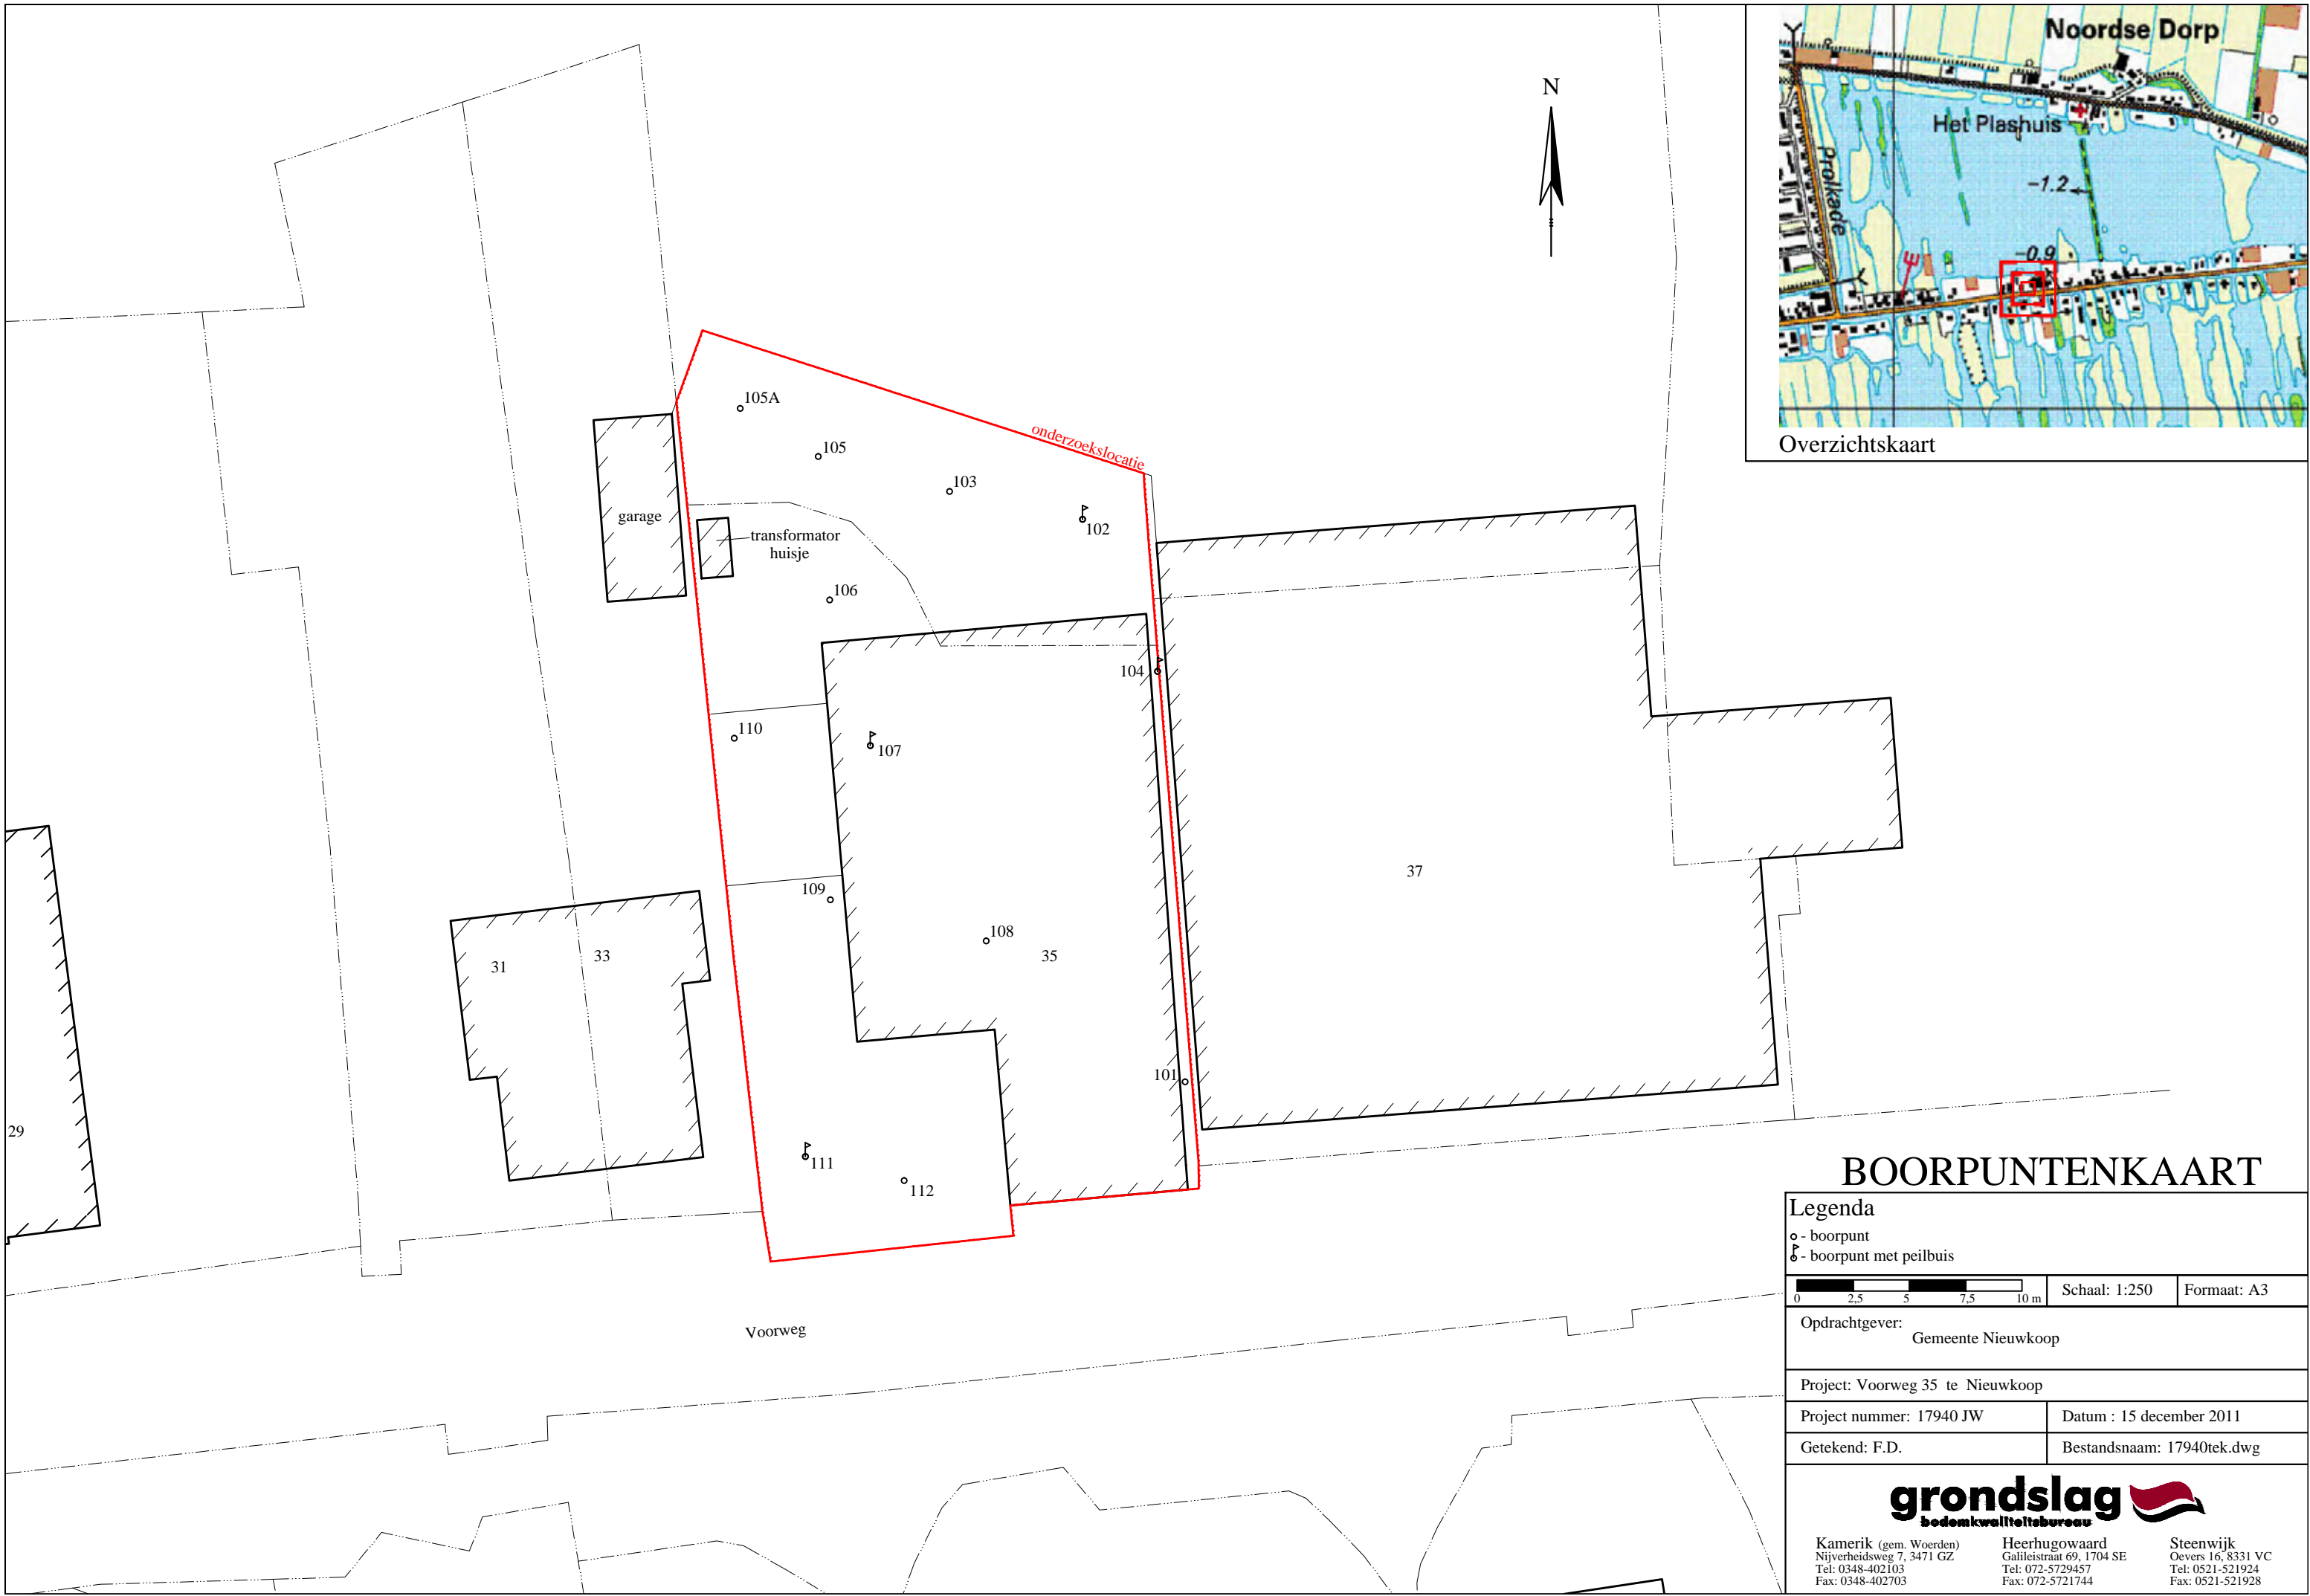 Noordse Dorp
Het Plashuis
Prolkade
-1.2
-0.9
Overzichtskaart
N
105A
105
103
102
onderzoekslocatie
garage
transformator
huisje
106
104
110
107
109
108
35
37
31
33
29
101
111
112
Voorweg
BOORPUNTENKAART
Legenda
- boorpunt
- boorpunt met peilbuis
0 2,5 5 7,5 10 m
Schaal: 1:250
Formaat: A3
Opdrachtgever:
Gemeente Nieuwkoop
Project: Voorweg 35 te Nieuwkoop
Project nummer: 17940 JW
Datum : 15 december 2011
Getekend: F.D.
Bestandsnaam: 17940tek.dwg
grondslag
bodemkwaliteitsbureau
Kamerik (gem. Woerden)
Nijverheidsweg 7, 3471 GZ
Tel: 0348-402103
Fax: 0348-402703
Heerhugowaard
Galileistraat 69, 1704 SE
Tel: 072-5729457
Fax: 072-5721744
Steenwijk
Oevers 16, 8331 VC
Tel: 0521-521924
Fax: 0521-521928